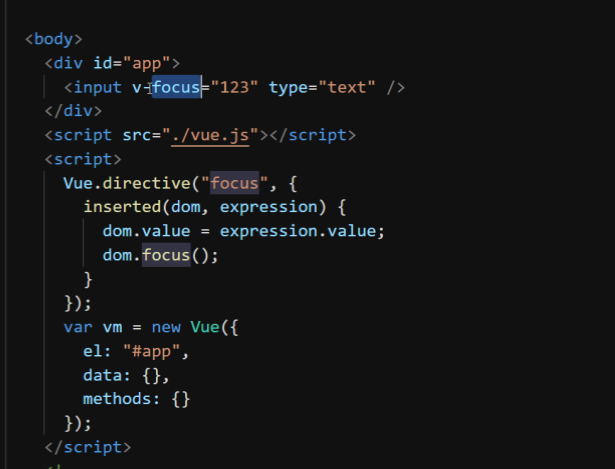 <body>
<div id="app">
<input v-focus="123" type="text" />
</div>
<script src="./vue.js"></script>
<script>
Vue.directive("focus", {
inserted(dom, expression) {
dom.value = expression.value;
dom.focus();
}
});
var vm = new Vue({
el: "#app",
data: {},
methods: {}
});
</script>